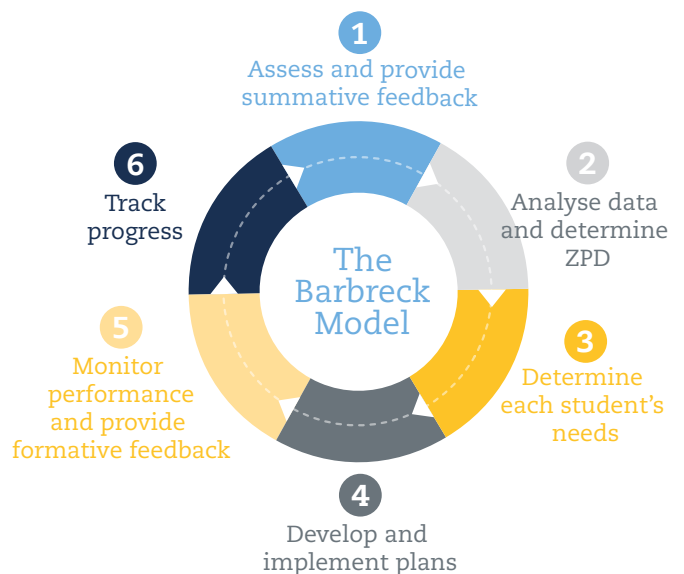 1
Assess and provide
summative feedback
2
Analyse data
and determine
ZPD
3
Determine
each student's
needs
4
Develop and
implement plans
5
Monitor
performance
and provide
formative feedback
6
Track
progress
The
Barbreck
Model